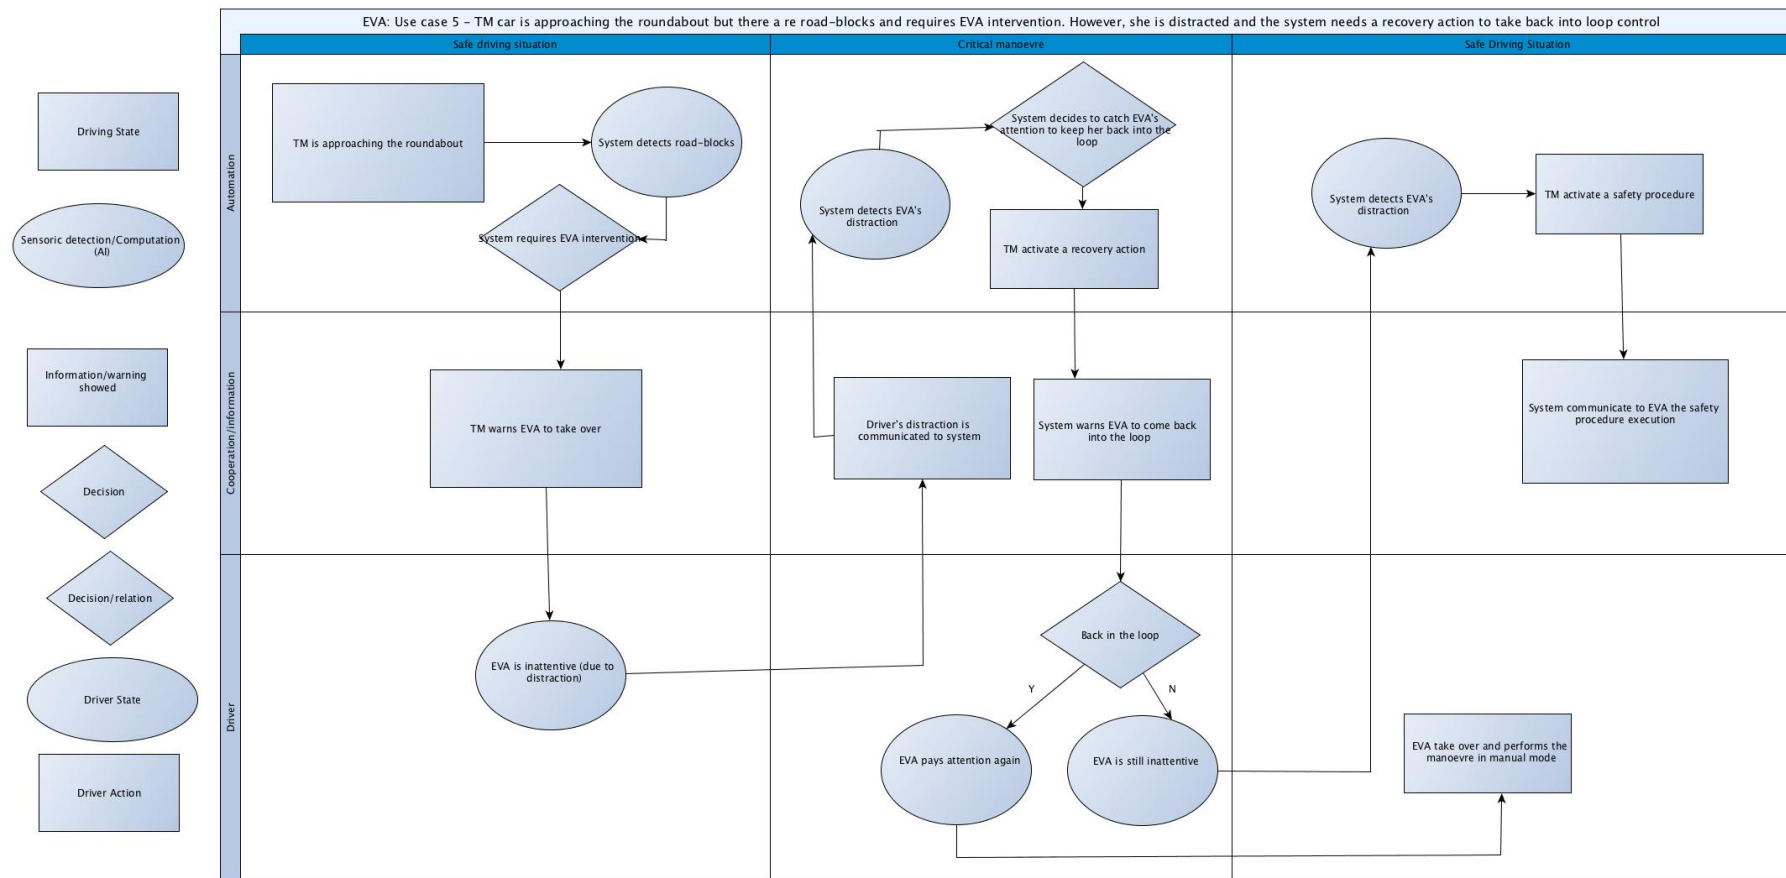 EVA: Use case 5 - TM car is approaching the roundabout but there a re road-blocks and requires EVA intervention. However, she is distracted and the system needs a recovery action to take back into loop control
Safe driving situation
Critical manoevre
Safe Driving Situation
Driving State
Sensoric detection/Computation
(AI)
Information/warning
showed
Decision
Decision/relation
Driver State
Driver Action
Automation
TM is approaching the roundabout
System detects road-blocks
System requires EVA intervention
System detects EVA's
distraction
System decides to catch EVA's
attention to keep her back into the
loop
TM activate a recovery action
System detects EVA's
distraction
TM activate a safety procedure
Cooperation/information
TM warns EVA to take over
Driver's distraction is
communicated to system
System warns EVA to come back
into the loop
System communicate to EVA the safety
procedure execution
Driver
EVA is inattentive (due to
distraction)
Back in the loop
Y
N
EVA pays attention again
EVA is still inattentive
EVA take over and performs the
manoevre in manual mode